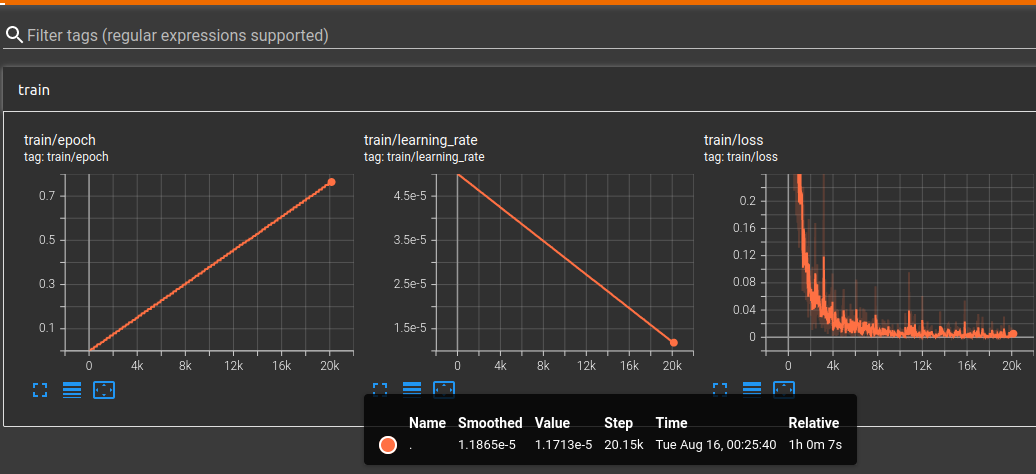 Filter tags (regular expressions supported)
train
train/epoch
tag: train/epoch
0.7
0.5
0.3
0.1
0 4k 8k 12k 16k 20k
train/learning_rate
tag: train/learning_rate
4.5e-5
3.5e-5
2.5e-5
1.5e-5
0 4k 8k 12k 16k 20k
train/loss
tag: train/loss
0.2
0.16
0.12
0.08
0.04
0
0 4k 8k 12k 16k 20k
Name Smoothed Value Step Time Relative
. 1.1865e-5 1.1713e-5 20.15k Tue Aug 16, 00:25:40 1h 0m 7s